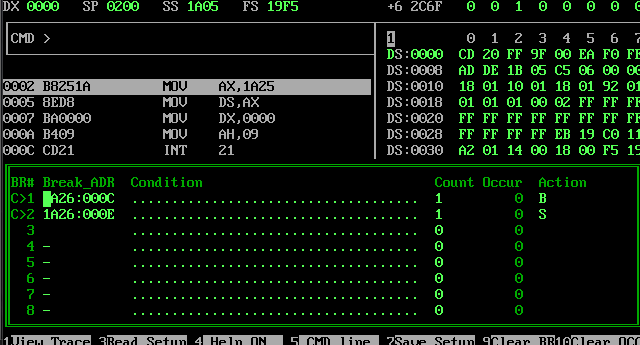 DX 0000 SP 0200 SS 1A05 FS 19F5 +6 2C6F 0 1 0 0 0 0
CMD >
1 0 1 2 3 4 5 6 7
DS:0000 CD 20 FF 9F 00 EA F0 FE
DS:0008 AD DE 1B 05 C5 06 00 00
0002 B8251A MOV AX,1A25 DS:0010 18 01 10 01 18 01 92 01
0005 8ED8 MOV DS,AX DS:0018 01 01 01 00 02 FF FF FF
0007 BA0000 MOV DX,0000 DS:0020 FF FF FF FF FF FF FF FF
000A B409 MOV AH,09 DS:0028 FF FF FF FF EB 19 C0 11
000C CD21 INT 21 DS:0030 A2 01 14 00 18 00 F5 19
BR# Break_ADR Condition Count Occur Action
C>1 A26:000C ...................................... 1 0 B
C>2 1A26:000E ...................................... 1 0 S
3 ...................................... 0 0
4 – ...................................... 0 0
5 – ...................................... 0 0
6 – ...................................... 0 0
7 – ...................................... 0 0
8 – ...................................... 0 0
1View Trace 3Read Setup 4 Help ON 5 CMD line 7Save Setup 9Clear BR10Clear OCC